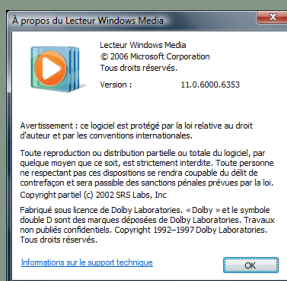 À propos du Lecteur Windows Media
Lecteur Windows Media
© 2006 Microsoft Corporation
Tous droits réservés.
Version : 11.0.6000.6353
Avertissement : ce logiciel est protégé par la loi relative au droit
d'auteur et par les conventions internationales.
Toute reproduction ou distribution partielle ou totale du logiciel, par
quelque moyen que ce soit, est strictement interdite. Toute personne
ne respectant pas ces dispositions se rendra coupable du délit de
contrefaçon et sera passible des sanctions pénales prévues par la loi.
Copyright partiel (c) 2002 SRS Labs, Inc
Fabriqué sous licence de Dolby Laboratories. « Dolby » et le symbole
double D sont des marques déposées de Dolby Laboratories. Travaux
non publiés confidentiels. Copyright 1992–1997 Dolby Laboratories.
Tous droits réservés.
Informations sur le support technique
OK